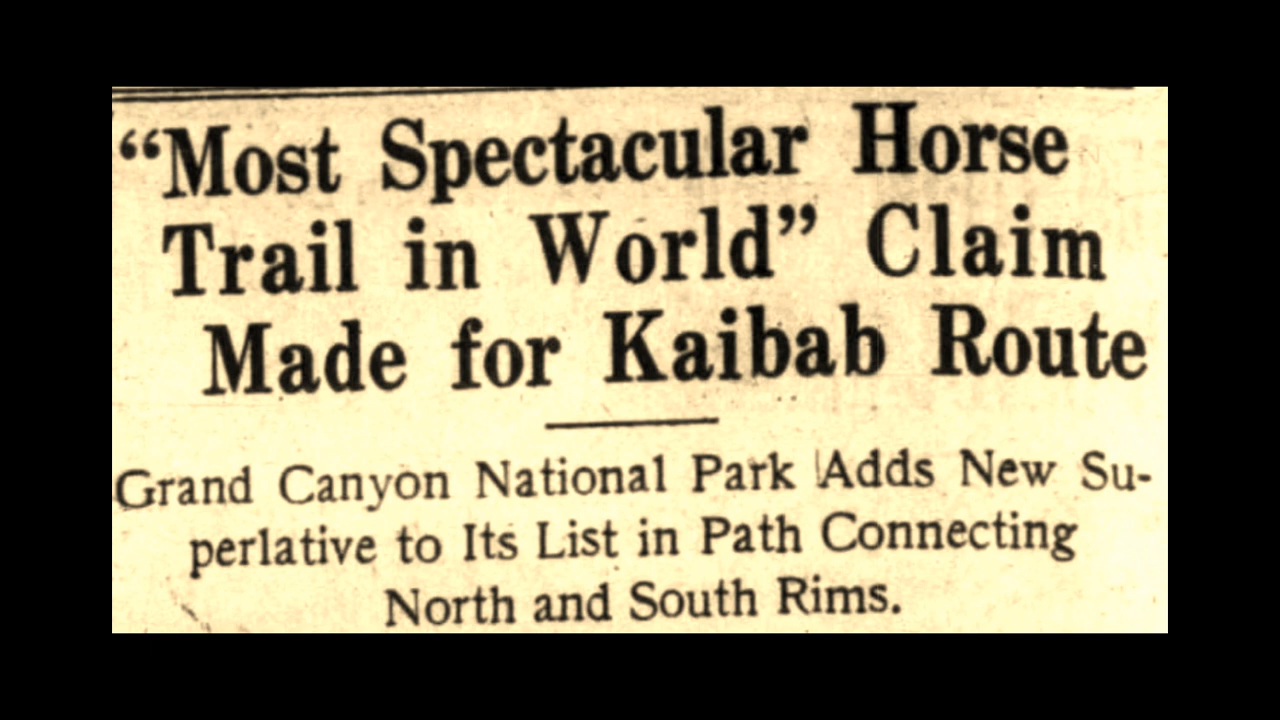 “Most Spectacular Horse
Trail in World” Claim
Made for Kaibab Route
Grand Canyon National Park Adds New Su-
perlative to Its List in Path Connecting
North and South Rims.